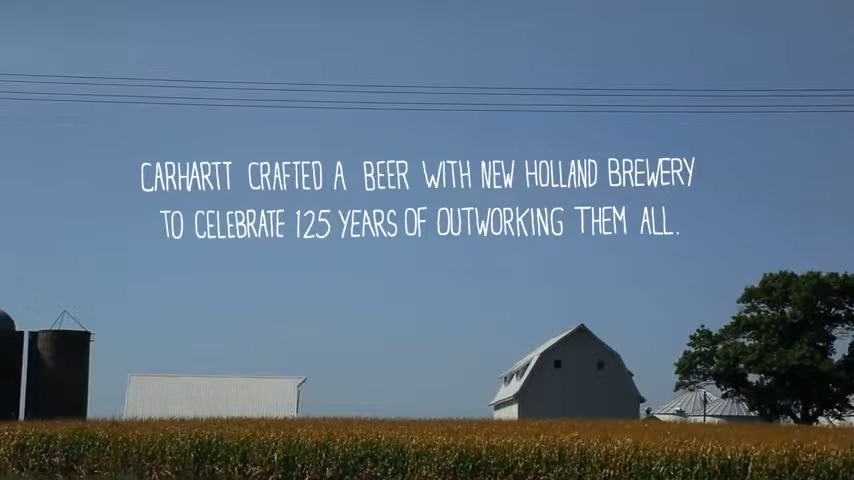 CARHARTT CRAFTED A BEER WITH NEW HOLLAND BREWERY
TO CELEBRATE 125 YEARS OF OUTWORKING THEM ALL.